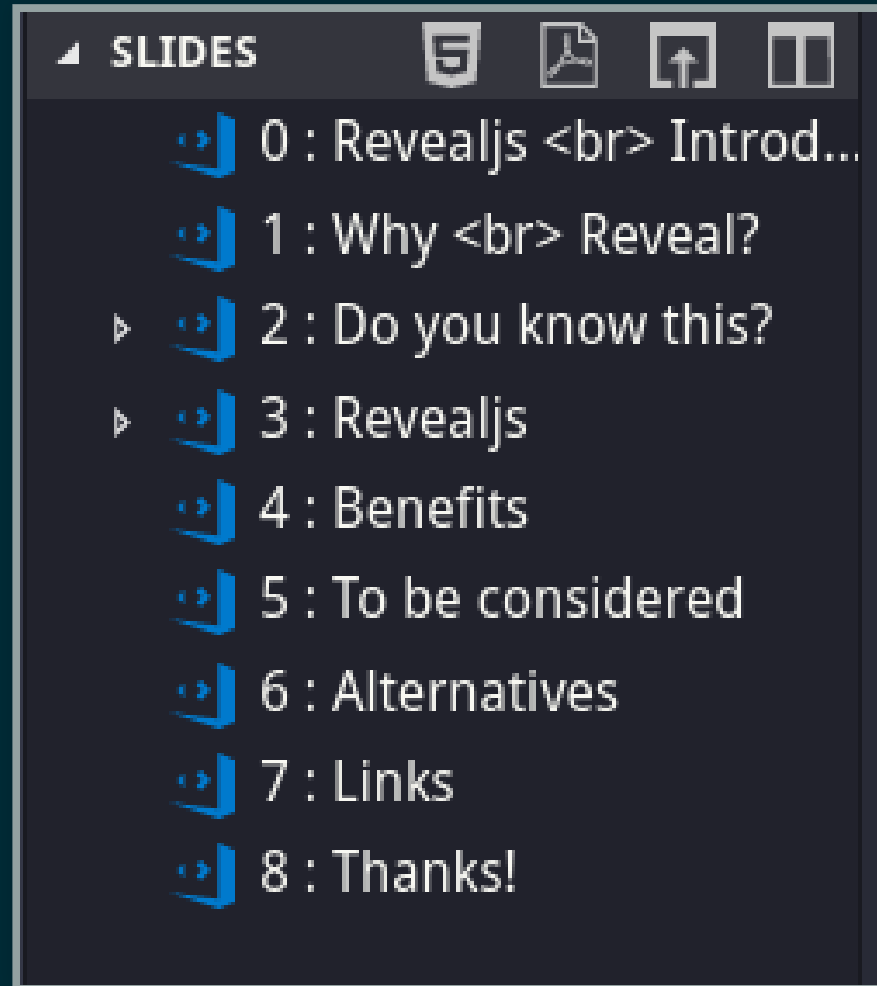 SLIDES
0 : Revealjs <br> Introd...
1 : Why <br> Reveal?
2 : Do you know this?
3 : Revealjs
4 : Benefits
5 : To be considered
6 : Alternatives
7 : Links
8 : Thanks!